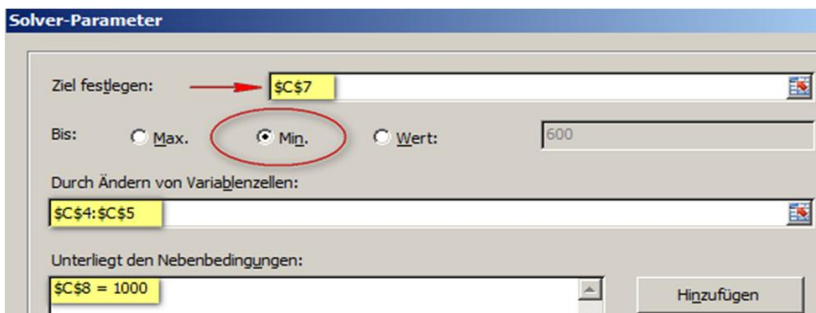 Solver-Parameter
Ziel festlegen: $C$7
Bis: Max. Min. Wert: 600
Durch Ändern von Variablenzellen:
$C$4:$C$5
Unterliegt den Nebenbedingungen:
$C$8 = 1000
Hinzufügen